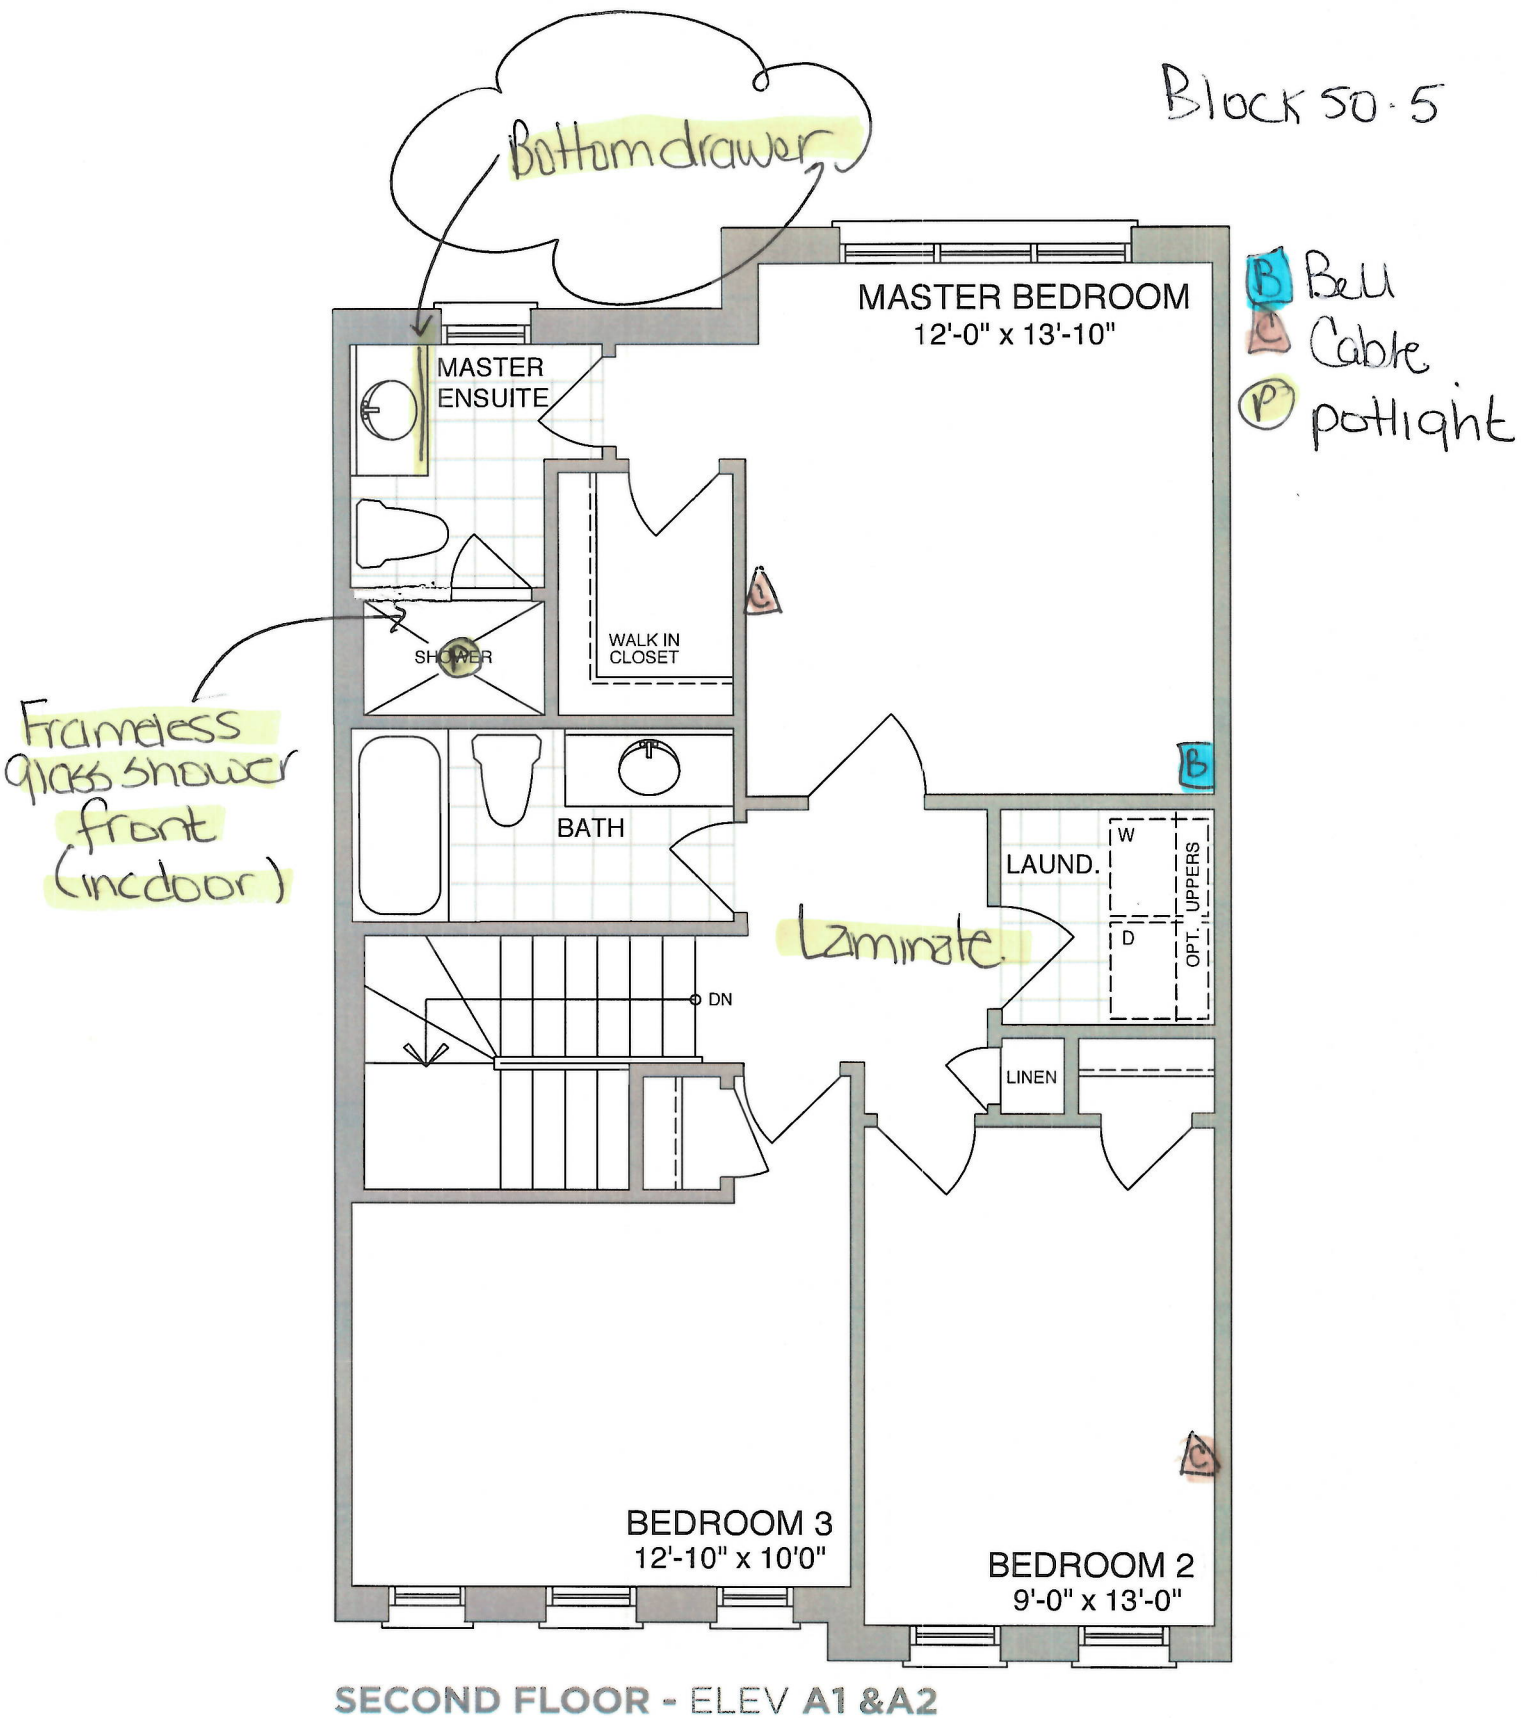 Block 50.5
Bottom drawer
B Bell
C Cable
P potlight
MASTER BEDROOM
12'-0" x 13'-10"
MASTER
ENSUITE
C
WALK IN
CLOSET
SHOWER
P
Frameless
glass shower
front
(inc door)
B
BATH
W
LAUND.
UPPERS
OPT.
D
Laminate
DN
LINEN
C
BEDROOM 3
12'-10" x 10'0"
BEDROOM 2
9'-0" x 13'-0"
SECOND FLOOR - ELEV A1 &A2